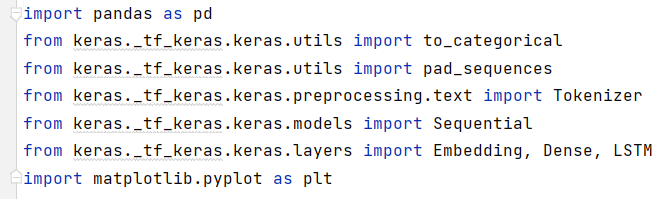 import pandas as pd
from keras._tf_keras.keras.utils import to_categorical
from keras._tf_keras.keras.utils import pad_sequences
from keras._tf_keras.keras.preprocessing.text import Tokenizer
from keras._tf_keras.keras.models import Sequential
from keras._tf_keras.keras.layers import Embedding, Dense, LSTM
import matplotlib.pyplot as plt